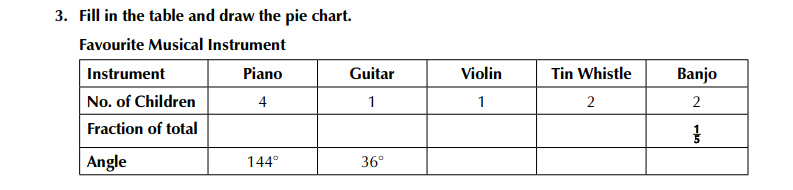 3. Fill in the table and draw the pie chart.
Favourite Musical Instrument
Instrument Piano Guitar Violin Tin Whistle Banjo
No. of Children 4 1 1 2 2
Fraction of total 1/5
Angle 144° 36°